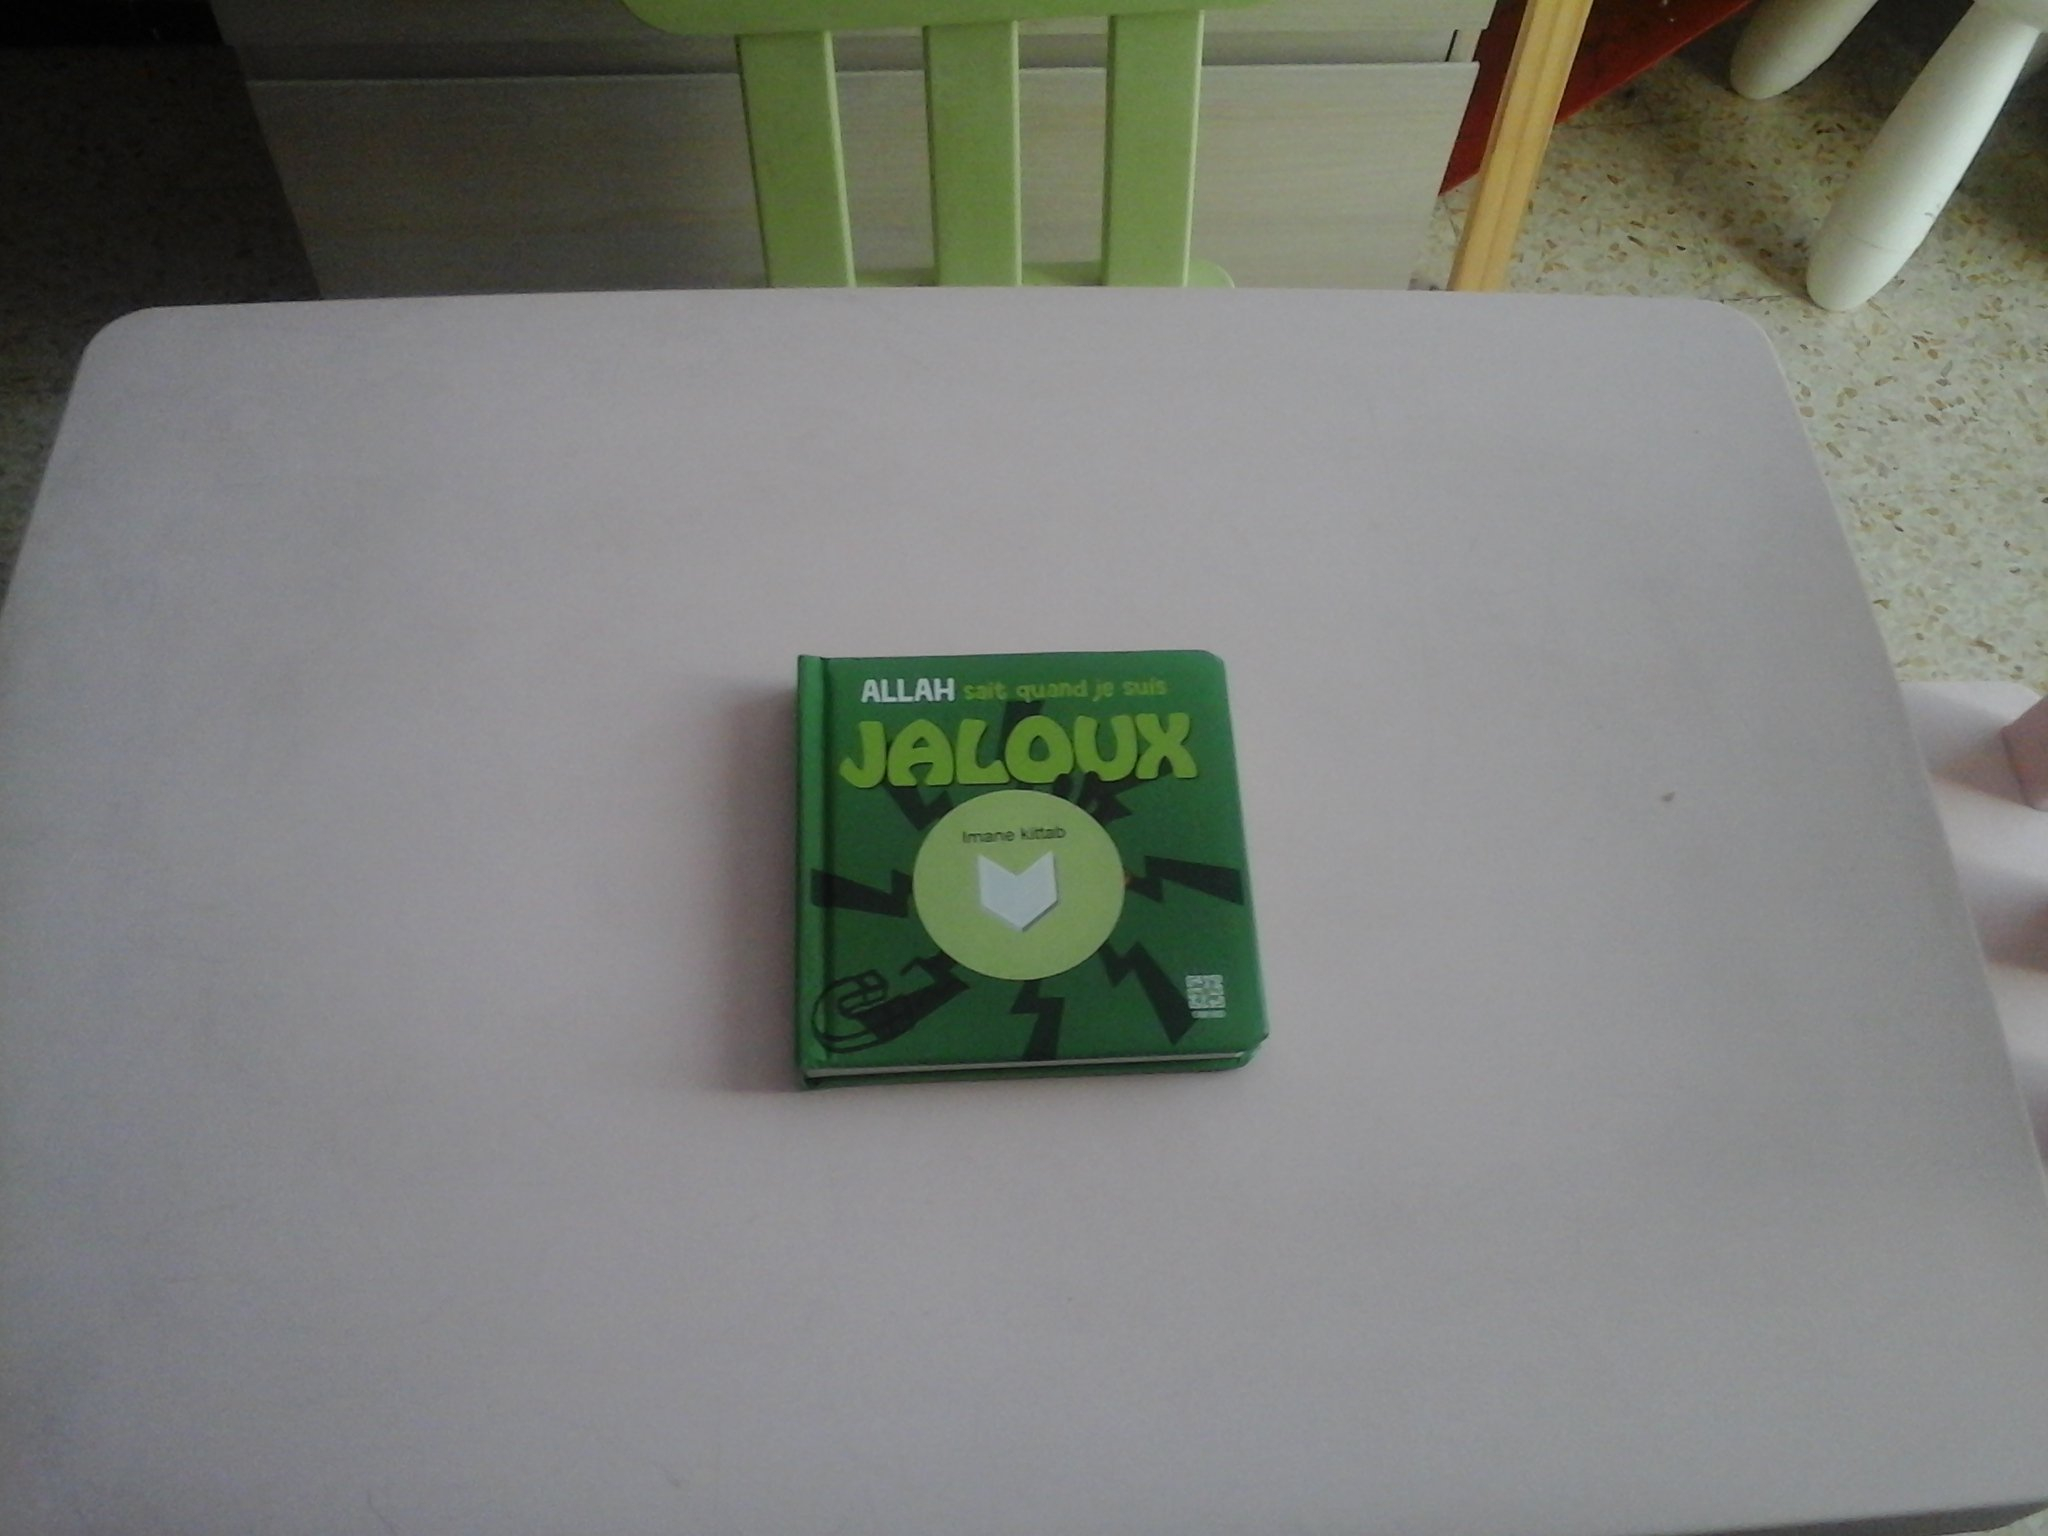 ALLAH sait quand je suis
JALOUX
Imane kittab